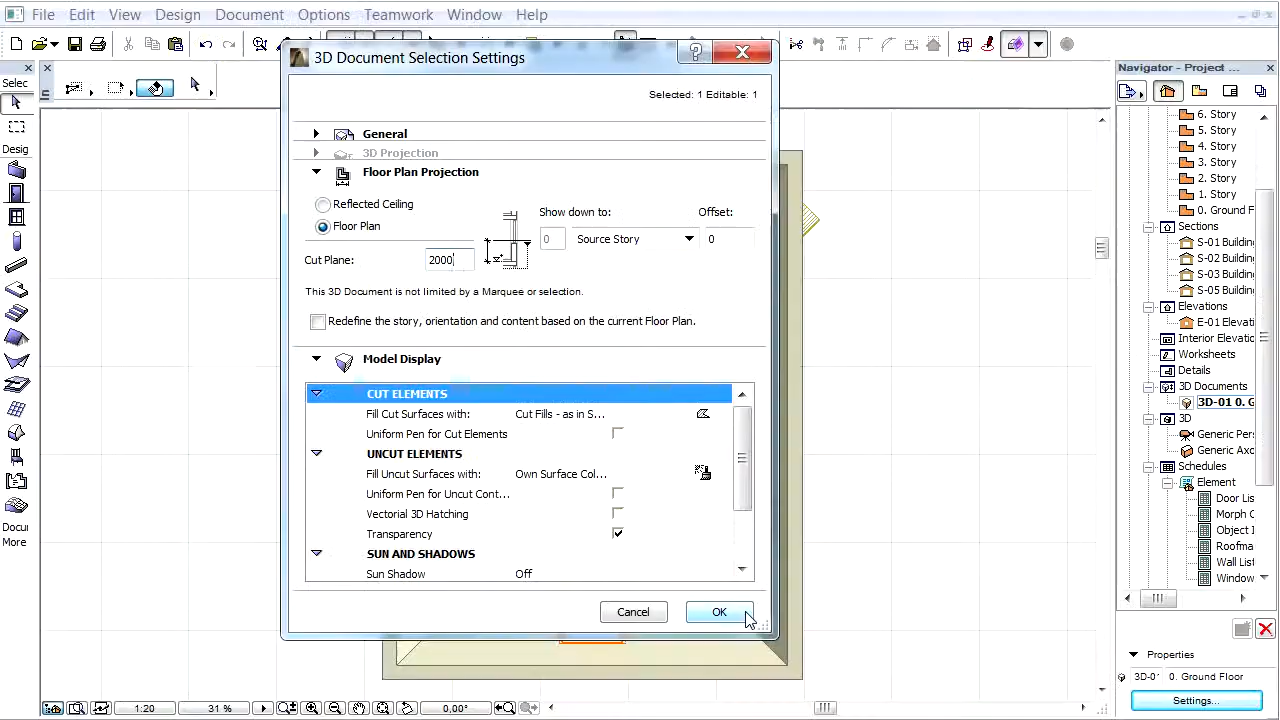 File Edit View Design Document Options Teamwork Window Help
3D Document Selection Settings
Navigator - Project ...
Selec
Selected: 1 Editable: 1
General
3D Projection
Floor Plan Projection
Reflected Ceiling
Floor Plan
Show down to:
Offset:
0
Source Story
0
Cut Plane:
2000
This 3D Document is not limited by a Marquee or selection.
Redefine the story, orientation and content based on the current Floor Plan.
Model Display
CUT ELEMENTS
Fill Cut Surfaces with: Cut Fills - as in S...
Uniform Pen for Cut Elements
UNCUT ELEMENTS
Fill Uncut Surfaces with: Own Surface Col...
Uniform Pen for Uncut Cont...
Vectorial 3D Hatching
Transparency
SUN AND SHADOWS
Sun Shadow Off
Cancel OK
Desig
Docu
More
6. Story
5. Story
4. Story
3. Story
2. Story
1. Story
0. Ground F
Sections
S-01 Building
S-02 Building
S-03 Building
S-05 Building
Elevations
E-01 Elevati
Interior Elevatio
Worksheets
Details
3D Documents
3D-01 0. G
3D
Generic Pers
Generic Axo
Schedules
Element
Door Lis
Morph C
Object I
Roofma
Wall List
Window
Properties
3D-0 0. Ground Floor
Settings...
1:20 31 % 0,00°